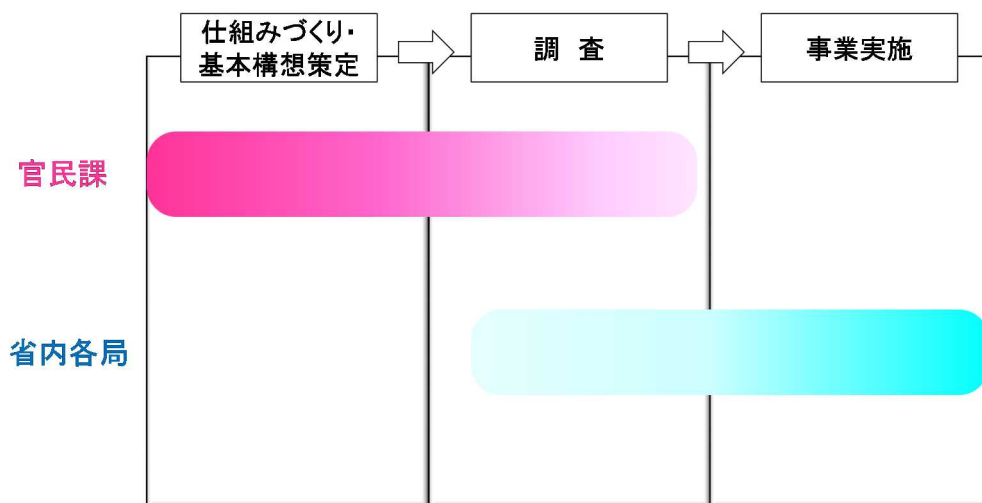 仕組みづくり・
基本構想策定
調 査
事業実施
官民課
省内各局